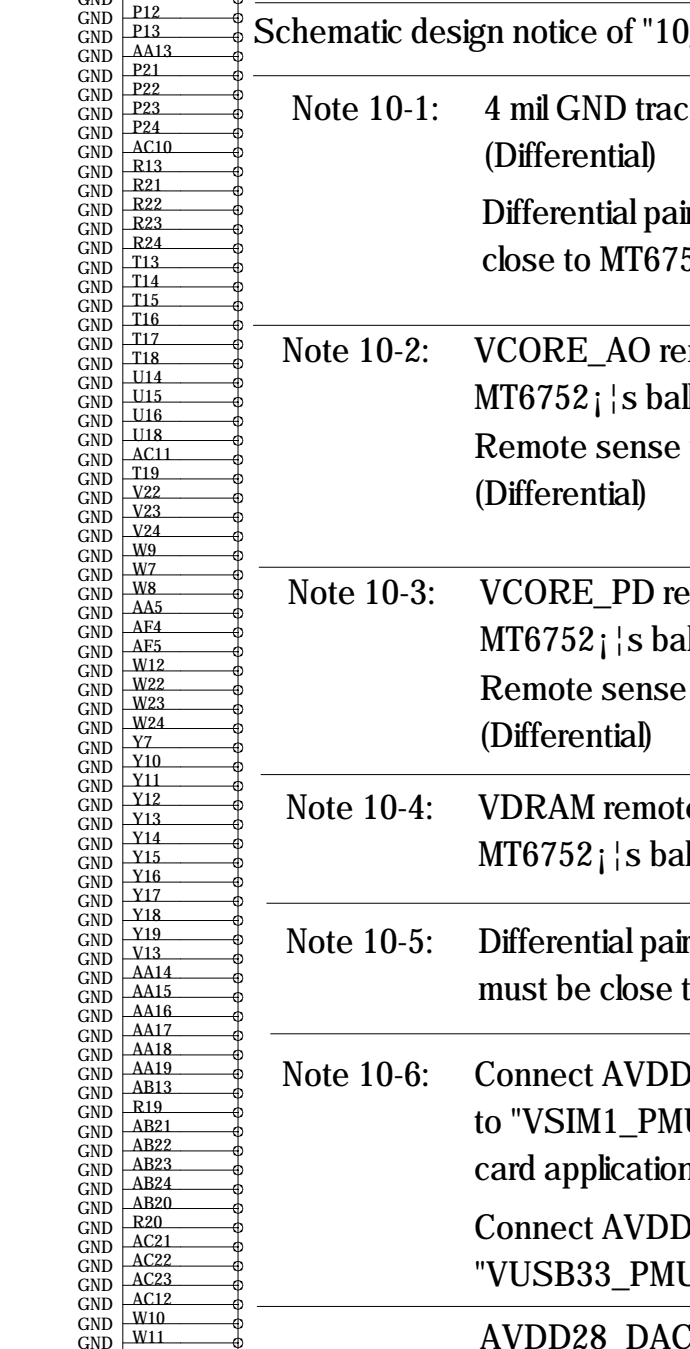 GND
GND P12
GND P13
GND AA13
GND P21
GND P22
GND P23
GND P24
GND AC10
GND R13
GND R21
GND R22
GND R23
GND R24
GND T13
GND T14
GND T15
GND T16
GND T17
GND T18
GND U14
GND U15
GND U16
GND U18
GND AC11
GND T19
GND V22
GND V23
GND V24
GND W9
GND W7
GND W8
GND AA5
GND AF4
GND AF5
GND W12
GND W22
GND W23
GND W24
GND Y7
GND Y10
GND Y11
GND Y12
GND Y13
GND Y14
GND Y15
GND Y16
GND Y17
GND Y18
GND Y19
GND V13
GND AA14
GND AA15
GND AA16
GND AA17
GND AA18
GND AA19
GND AB13
GND R19
GND AB21
GND AB22
GND AB23
GND AB24
GND AB20
GND R20
GND AC21
GND AC22
GND AC23
GND AC12
GND W10
GND W11
Schematic design notice of "10
Note 10-1: 4 mil GND trac
(Differential)
Differential pair
close to MT675
Note 10-2: VCORE_AO re
MT6752¡¦s ball
Remote sense
(Differential)
Note 10-3: VCORE_PD re
MT6752¡¦s bal
Remote sense
(Differential)
Note 10-4: VDRAM remote
MT6752¡¦s bal
Note 10-5: Differential pair
must be close t
Note 10-6: Connect AVDD
to "VSIM1_PMU
card application
Connect AVDD
"VUSB33_PMU
AVDD28_DAC